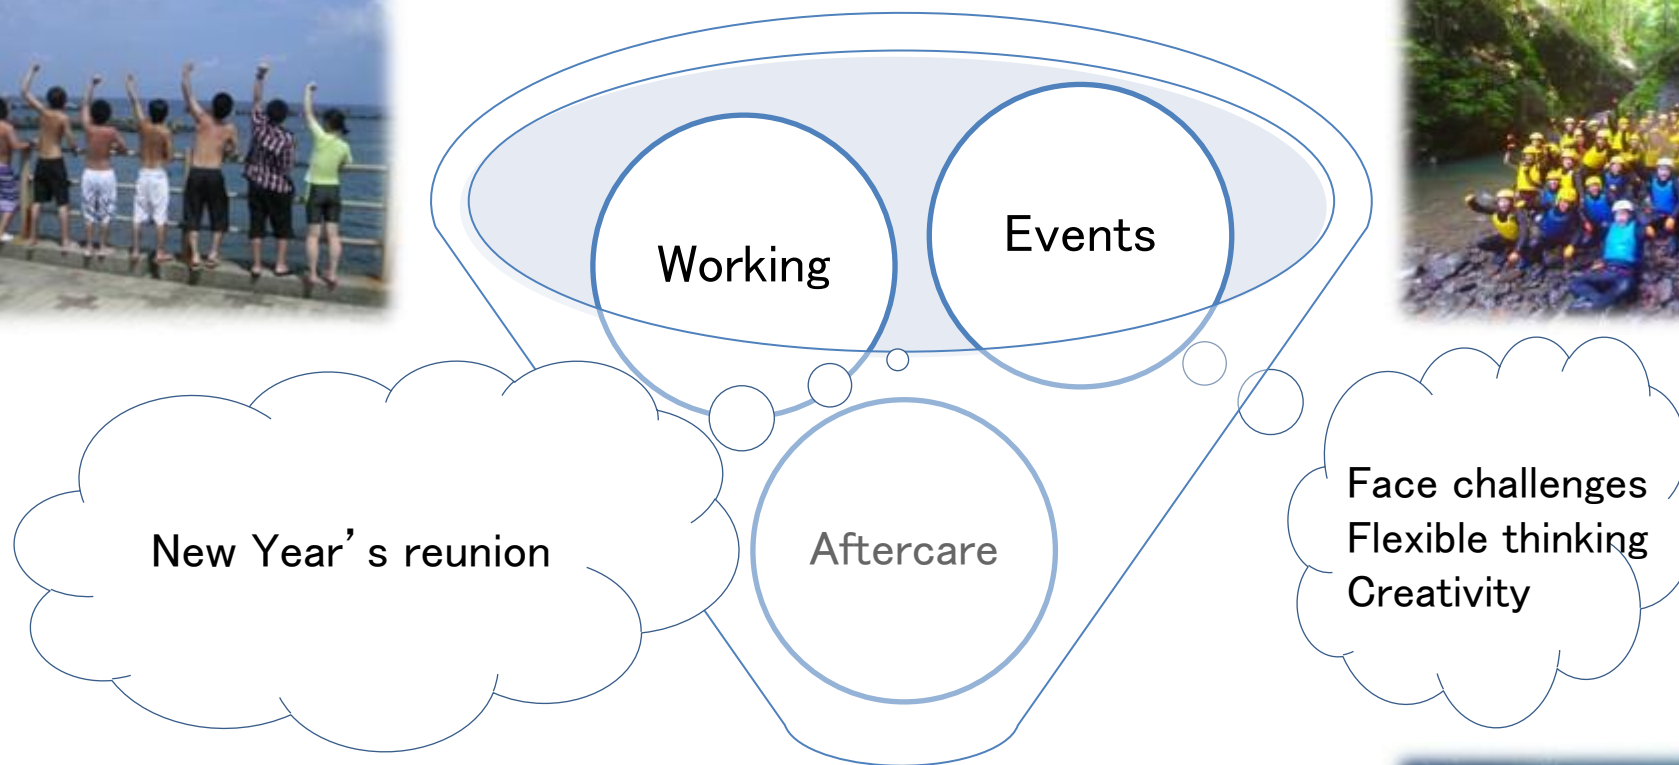 Working
Events
New Year’s reunion
Aftercare
Face challenges
Flexible thinking
Creativity